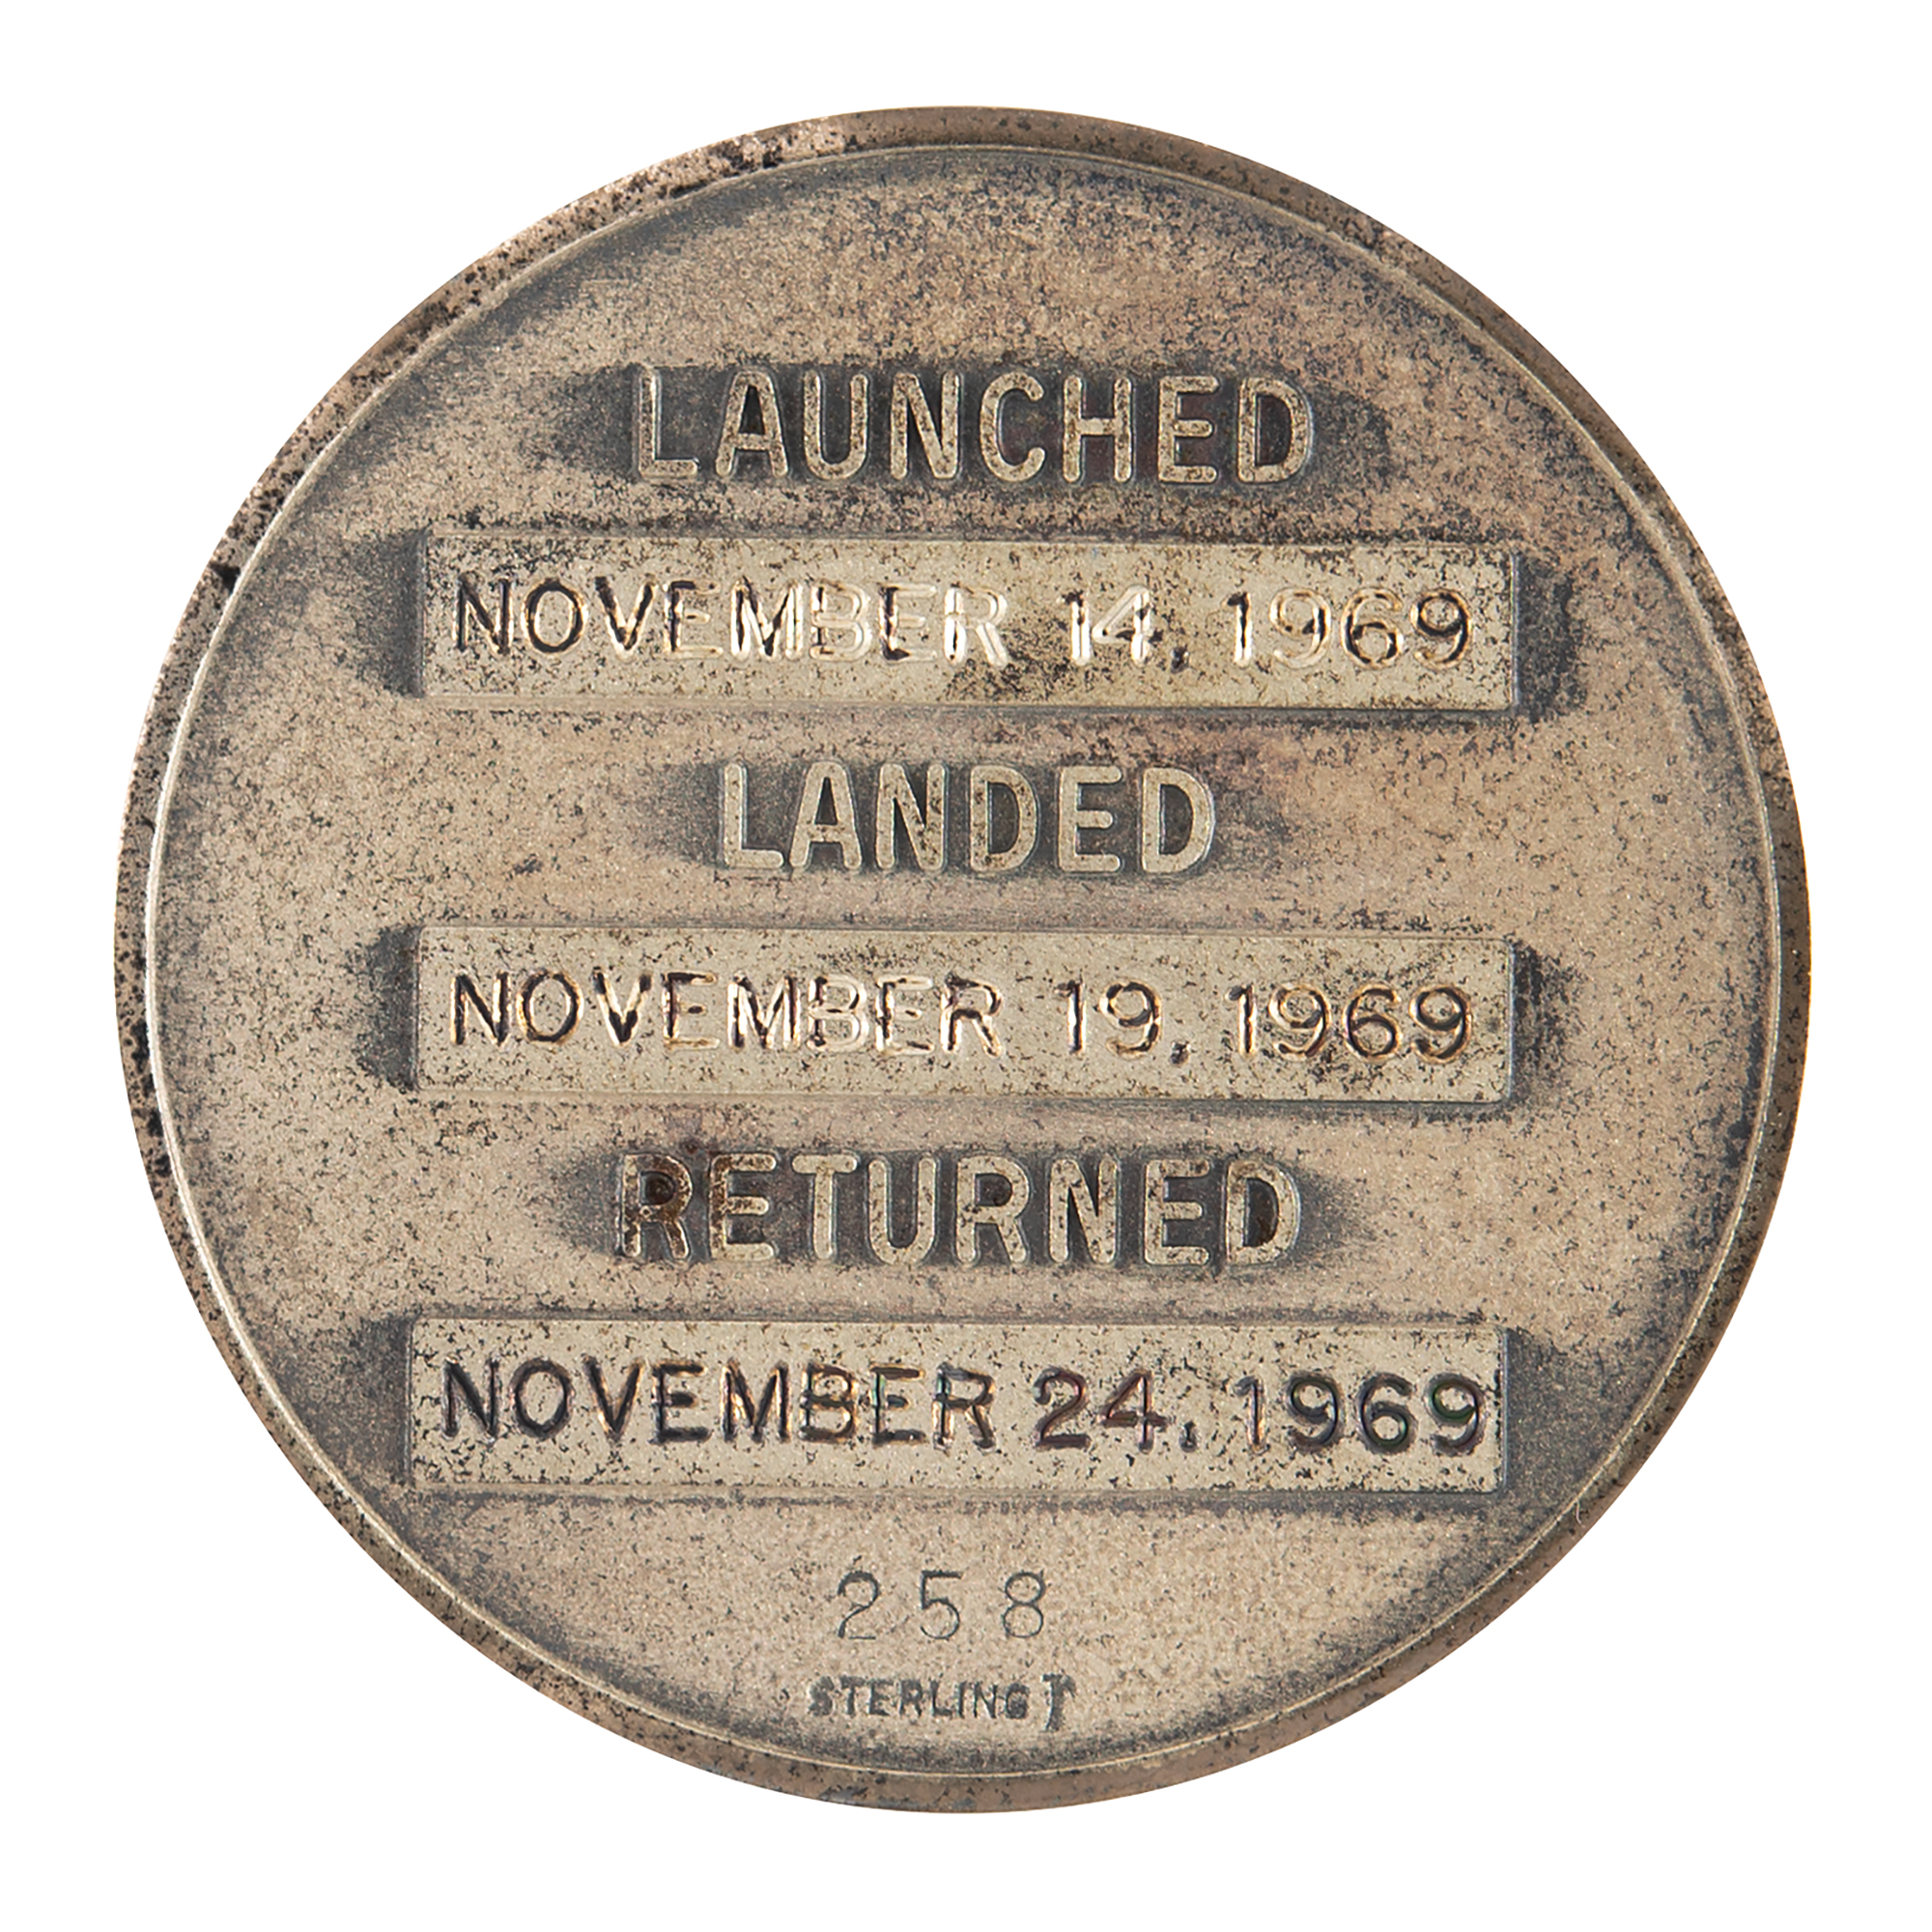 LAUNCHED
NOVEMBER 14, 1969
LANDED
NOVEMBER 19, 1969
RETURNED
NOVEMBER 24, 1969
258
STERLING